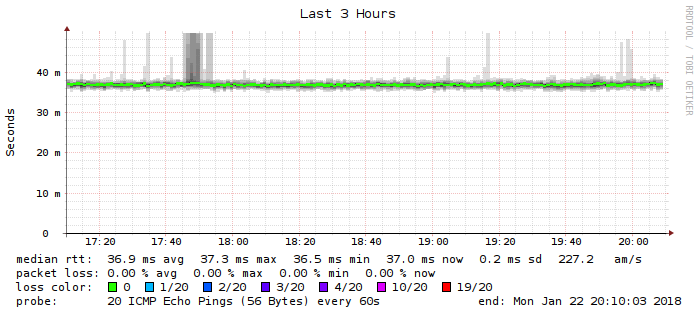 Last 3 Hours
RRDTOOL / TOBI OETIKER
Seconds
40 m
30 m
20 m
10 m
0
17:20 17:40 18:00 18:20 18:40 19:00 19:20 19:40 20:00
median rtt: 36.9 ms avg 37.3 ms max 36.5 ms min 37.0 ms now 0.2 ms sd 227.2 am/s
packet loss: 0.00 % avg 0.00 % max 0.00 % min 0.00 % now
loss color: 0 1/20 2/20 3/20 4/20 10/20 19/20
probe: 20 ICMP Echo Pings (56 Bytes) every 60s end: Mon Jan 22 20:10:03 2018